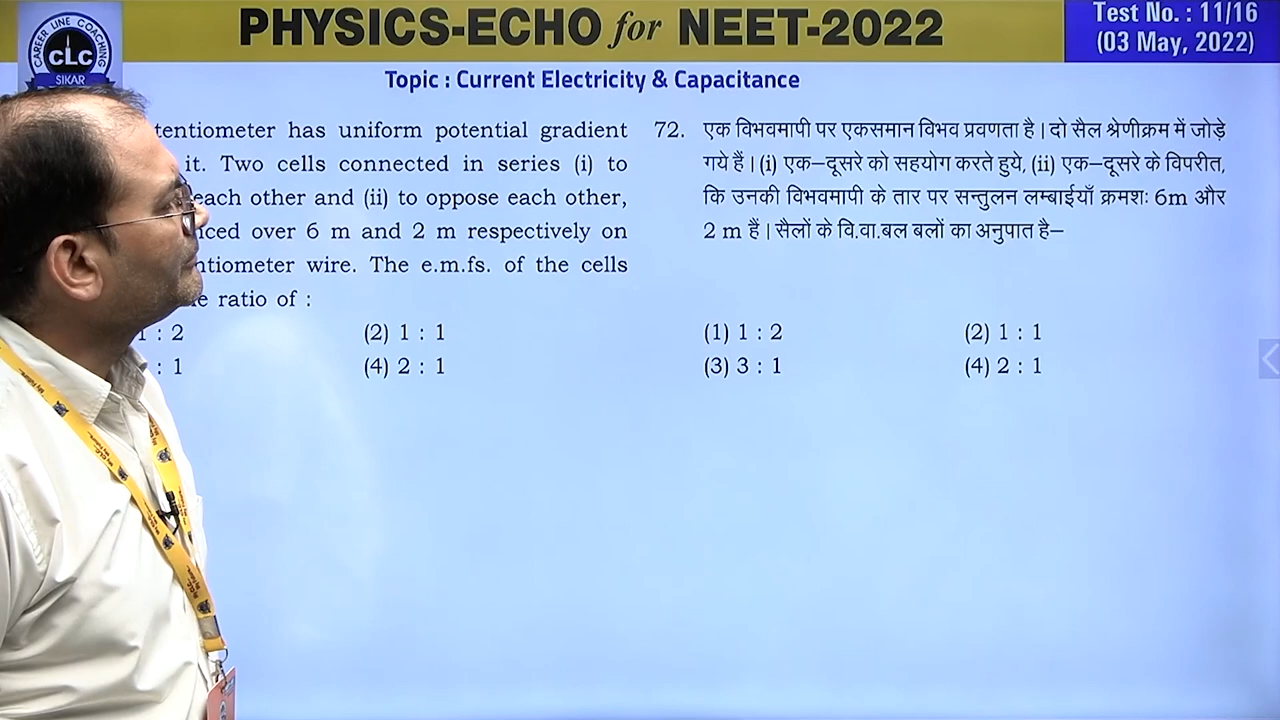 PHYSICS-ECHO for NEET-2022
Test No. : 11/16
(03 May, 2022)
CAREER LINE COACHING
CLC
SIKAR
Topic : Current Electricity & Capacitance
tentiometer has uniform potential gradient
it. Two cells connected in series (i) to
each other and (ii) to oppose each other,
nced over 6 m and 2 m respectively on
ntiometer wire. The e.m.fs. of the cells
e ratio of :
1 : 2 (2) 1 : 1
: 1 (4) 2 : 1
72. एक विभवमापी पर एकसमान विभव प्रवणता है। दो सैल श्रेणीक्रम में जोड़े
गये हैं। (i) एक–दूसरे को सहयोग करते हुये, (ii) एक–दूसरे के विपरीत,
कि उनकी विभवमापी के तार पर सन्तुलन लम्बाईयाँ क्रमशः 6m और
2 m हैं। सैलों के वि.वा.बल बलों का अनुपात है–
(1) 1 : 2 (2) 1 : 1
(3) 3 : 1 (4) 2 : 1